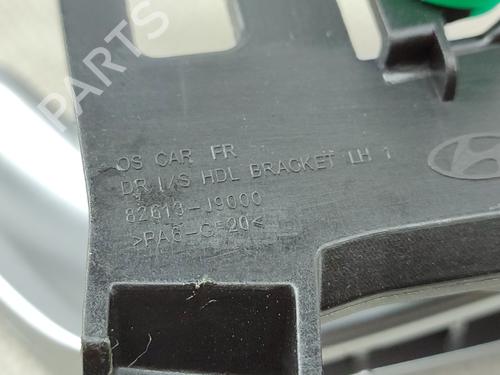 OS CAR FR
DR I/S HDL BRACKET LH 1
82613-J9000
>PA6-GF20<
B-PARTS